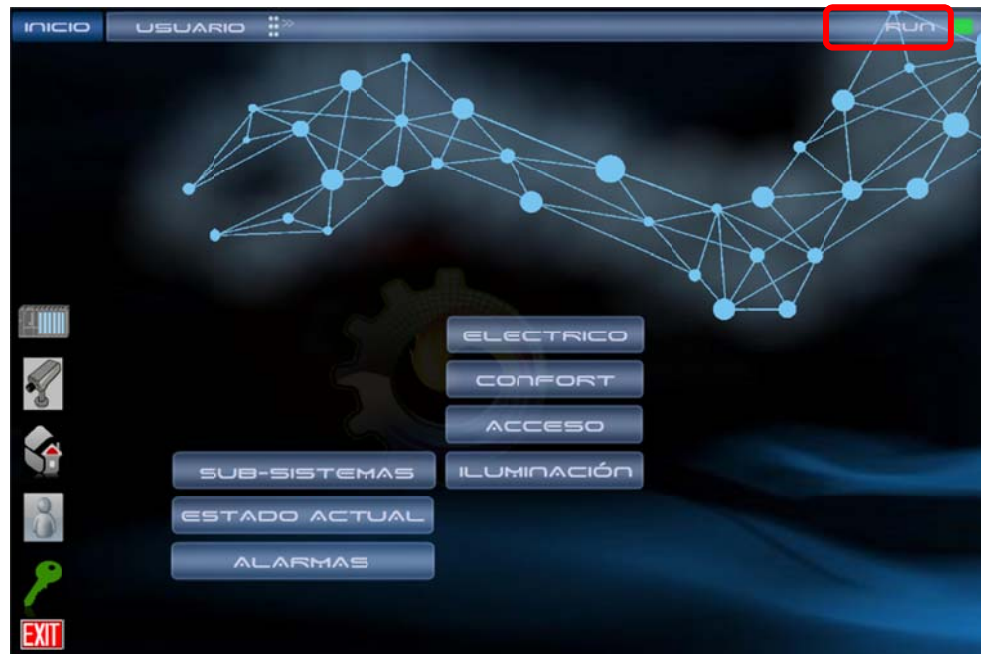 INICIO
USUARIO
RUN
ELECTRICO
CONFORT
ACCESO
SUB-SISTEMAS
ILUMINACIÓN
ESTADO ACTUAL
ALARMAS
EXIT